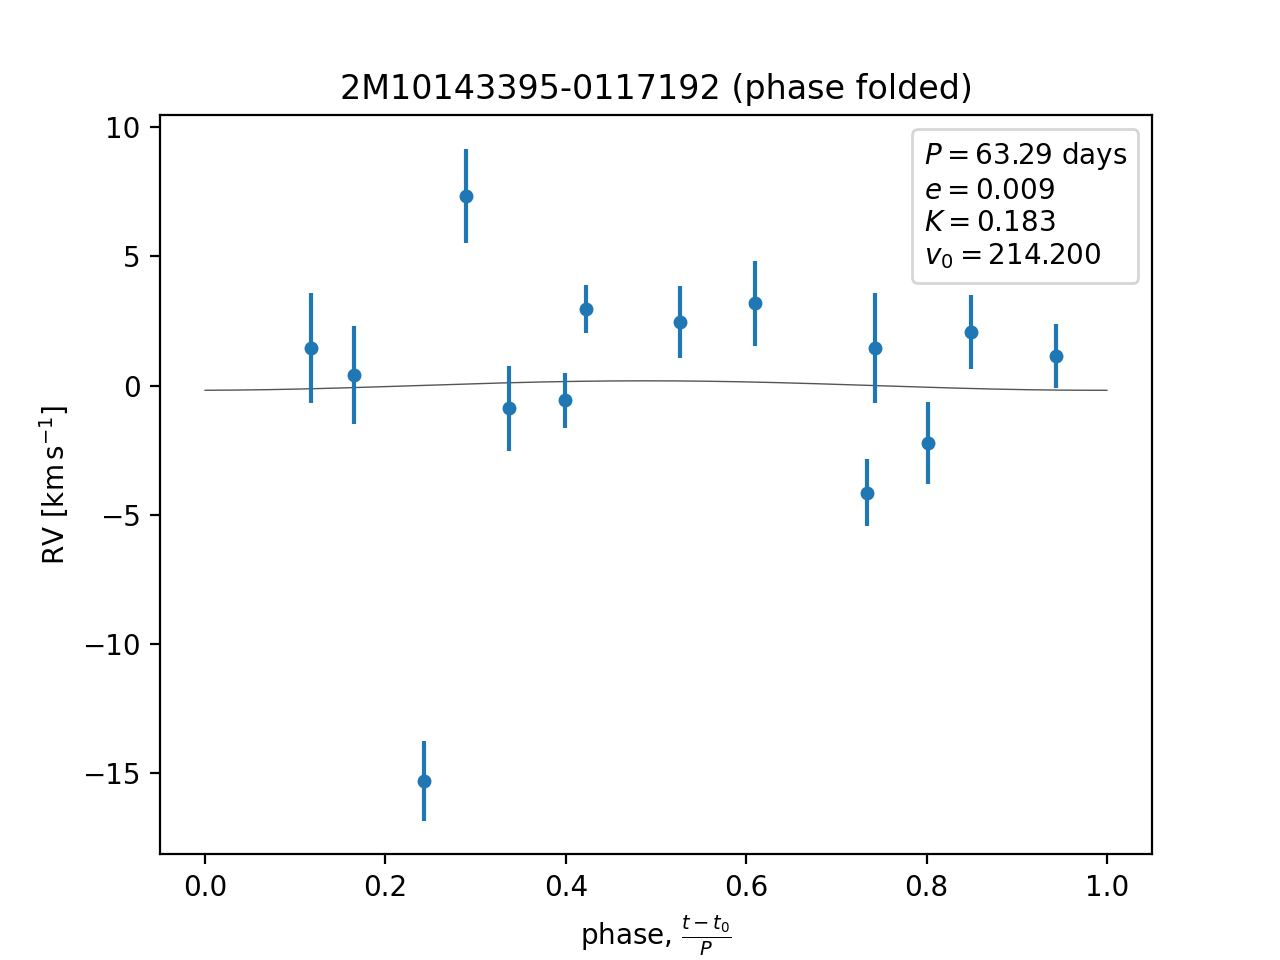 2M10143395-0117192 (phase folded)
P = 63.29 days
e = 0.009
K = 0.183
v₀ = 214.200
10
5
0
−5
−10
−15
RV [km s⁻¹]
0.0 0.2 0.4 0.6 0.8 1.0
phase, (t − t₀)/P